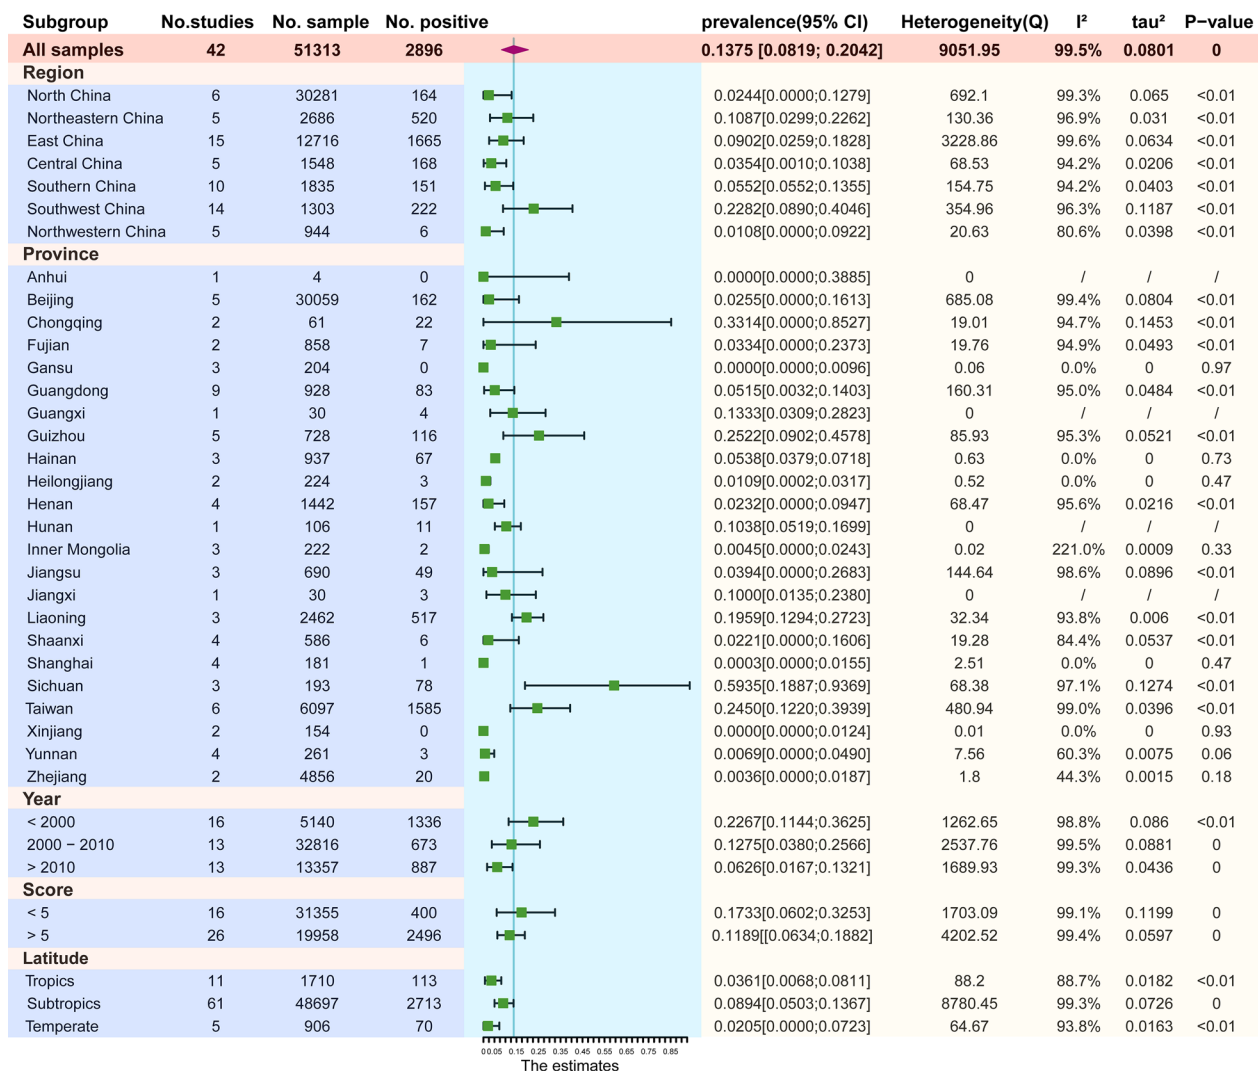 Subgroup No.studies No. sample No. positive prevalence(95% CI) Heterogeneity(Q) I² tau² P−value
All samples 42 51313 2896 0.1375 [0.0819; 0.2042] 9051.95 99.5% 0.0801 0
Region
North China 6 30281 164 0.0244[0.0000;0.1279] 692.1 99.3% 0.065 <0.01
Northeastern China 5 2686 520 0.1087[0.0299;0.2262] 130.36 96.9% 0.031 <0.01
East China 15 12716 1665 0.0902[0.0259;0.1828] 3228.86 99.6% 0.0634 <0.01
Central China 5 1548 168 0.0354[0.0010;0.1038] 68.53 94.2% 0.0206 <0.01
Southern China 10 1835 151 0.0552[0.0552;0.1355] 154.75 94.2% 0.0403 <0.01
Southwest China 14 1303 222 0.2282[0.0890;0.4046] 354.96 96.3% 0.1187 <0.01
Northwestern China 5 944 6 0.0108[0.0000;0.0922] 20.63 80.6% 0.0398 <0.01
Province
Anhui 1 4 0 0.0000[0.0000;0.3885] 0 / / /
Beijing 5 30059 162 0.0255[0.0000;0.1613] 685.08 99.4% 0.0804 <0.01
Chongqing 2 61 22 0.3314[0.0000;0.8527] 19.01 94.7% 0.1453 <0.01
Fujian 2 858 7 0.0334[0.0000;0.2373] 19.76 94.9% 0.0493 <0.01
Gansu 3 204 0 0.0000[0.0000;0.0096] 0.06 0.0% 0 0.97
Guangdong 9 928 83 0.0515[0.0032;0.1403] 160.31 95.0% 0.0484 <0.01
Guangxi 1 30 4 0.1333[0.0309;0.2823] 0 / / /
Guizhou 5 728 116 0.2522[0.0902;0.4578] 85.93 95.3% 0.0521 <0.01
Hainan 3 937 67 0.0538[0.0379;0.0718] 0.63 0.0% 0 0.73
Heilongjiang 2 224 3 0.0109[0.0002;0.0317] 0.52 0.0% 0 0.47
Henan 4 1442 157 0.0232[0.0000;0.0947] 68.47 95.6% 0.0216 <0.01
Hunan 1 106 11 0.1038[0.0519;0.1699] 0 / / /
Inner Mongolia 3 222 2 0.0045[0.0000;0.0243] 0.02 221.0% 0.0009 0.33
Jiangsu 3 690 49 0.0394[0.0000;0.2683] 144.64 98.6% 0.0896 <0.01
Jiangxi 1 30 3 0.1000[0.0135;0.2380] 0 / / /
Liaoning 3 2462 517 0.1959[0.1294;0.2723] 32.34 93.8% 0.006 <0.01
Shaanxi 4 586 6 0.0221[0.0000;0.1606] 19.28 84.4% 0.0537 <0.01
Shanghai 4 181 1 0.0003[0.0000;0.0155] 2.51 0.0% 0 0.47
Sichuan 3 193 78 0.5935[0.1887;0.9369] 68.38 97.1% 0.1274 <0.01
Taiwan 6 6097 1585 0.2450[0.1220;0.3939] 480.94 99.0% 0.0396 <0.01
Xinjiang 2 154 0 0.0000[0.0000;0.0124] 0.01 0.0% 0 0.93
Yunnan 4 261 3 0.0069[0.0000;0.0490] 7.56 60.3% 0.0075 0.06
Zhejiang 2 4856 20 0.0036[0.0000;0.0187] 1.8 44.3% 0.0015 0.18
Year
< 2000 16 5140 1336 0.2267[0.1144;0.3625] 1262.65 98.8% 0.086 <0.01
2000 − 2010 13 32816 673 0.1275[0.0380;0.2566] 2537.76 99.5% 0.0881 0
> 2010 13 13357 887 0.0626[0.0167;0.1321] 1689.93 99.3% 0.0436 0
Score
< 5 16 31355 400 0.1733[0.0602;0.3253] 1703.09 99.1% 0.1199 0
> 5 26 19958 2496 0.1189[[0.0634;0.1882] 4202.52 99.4% 0.0597 0
Latitude
Tropics 11 1710 113 0.0361[0.0068;0.0811] 88.2 88.7% 0.0182 <0.01
Subtropics 61 48697 2713 0.0894[0.0503;0.1367] 8780.45 99.3% 0.0726 0
Temperate 5 906 70 0.0205[0.0000;0.0723] 64.67 93.8% 0.0163 <0.01
0 0.05 0.15 0.25 0.35 0.45 0.55 0.65 0.75 0.85
The estimates